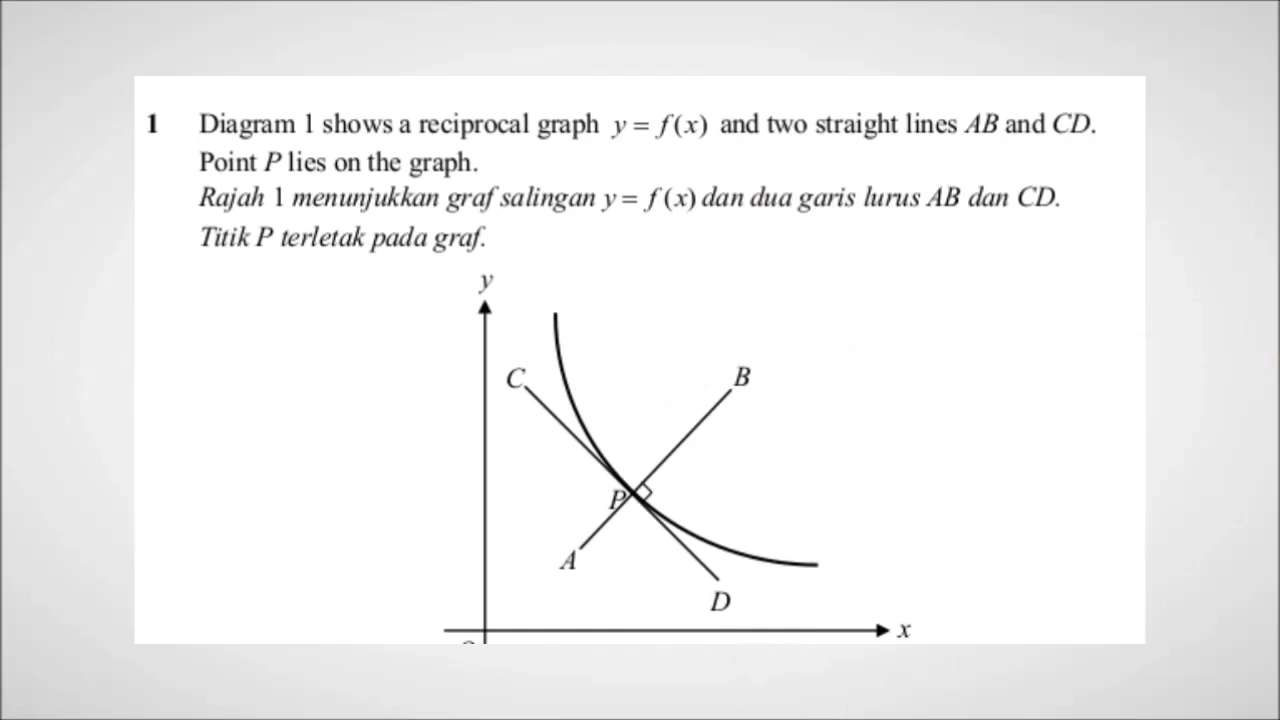 1 Diagram 1 shows a reciprocal graph y = f(x) and two straight lines AB and CD.
Point P lies on the graph.
Rajah 1 menunjukkan graf salingan y = f(x) dan dua garis lurus AB dan CD.
Titik P terletak pada graf.
y
C
B
P
A
D
x